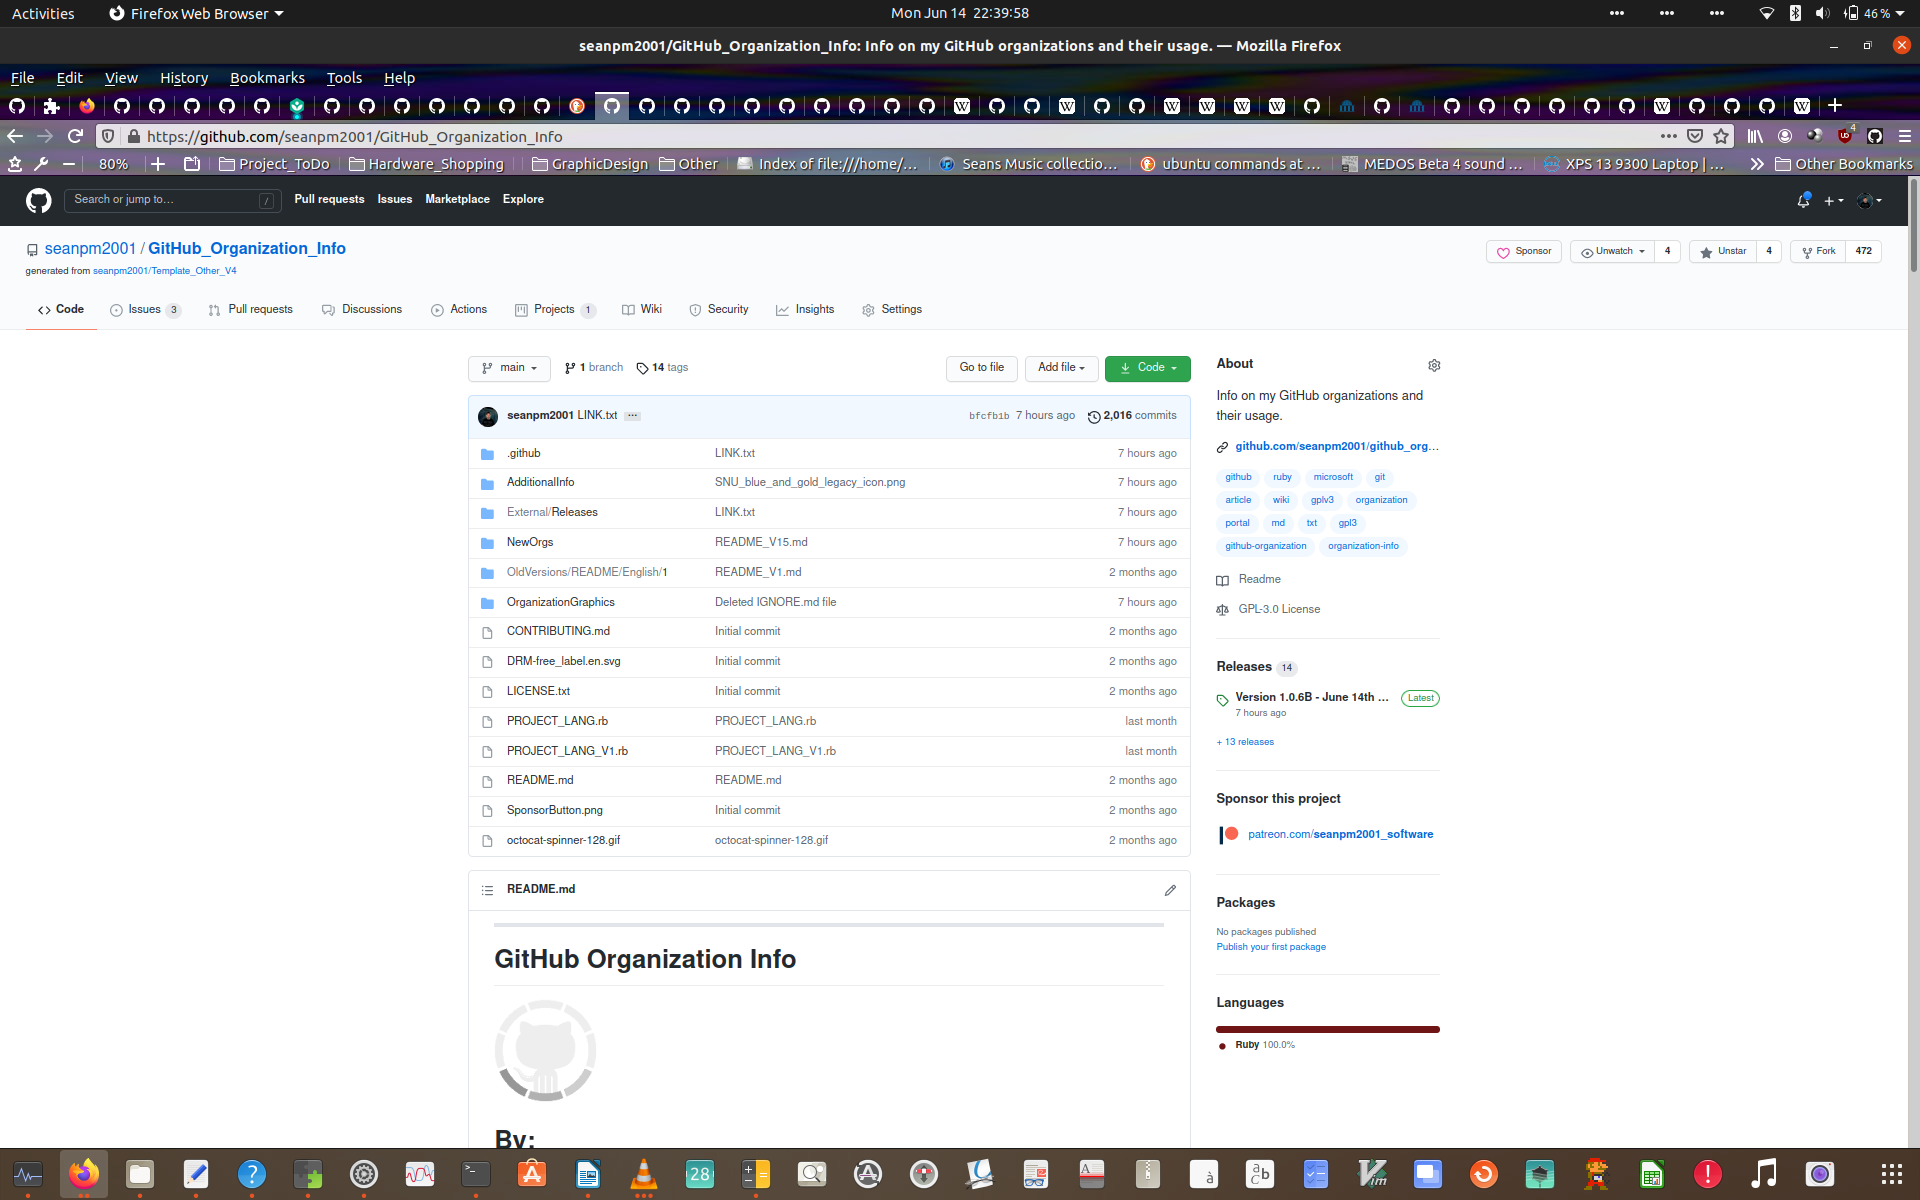 Activities
Firefox Web Browser
Mon Jun 14 22:39:58
46 %
seanpm2001/GitHub_Organization_Info: Info on my GitHub organizations and their usage. — Mozilla Firefox
File Edit View History Bookmarks Tools Help
https://github.com/seanpm2001/GitHub_Organization_Info
4
80% Project_ToDo Hardware_Shopping GraphicDesign Other Index of file:///home/... Seans Music collectio... ubuntu commands at ... MEDOS Beta 4 sound ... XPS 13 9300 Laptop | ... Other Bookmarks
Search or jump to… /
Pull requests Issues Marketplace Explore
seanpm2001 / GitHub_Organization_Info
generated from seanpm2001/Template_Other_V4
Sponsor Unwatch 4 Unstar 4 Fork 472
Code Issues 3 Pull requests Discussions Actions Projects 1 Wiki Security Insights Settings
main 1 branch 14 tags Go to file Add file Code
seanpm2001 LINK.txt ... bfcfb1b 7 hours ago 2,016 commits
.github LINK.txt 7 hours ago
AdditionalInfo SNU_blue_and_gold_legacy_icon.png 7 hours ago
External/Releases LINK.txt 7 hours ago
NewOrgs README_V15.md 7 hours ago
OldVersions/README/English/1 README_V1.md 2 months ago
OrganizationGraphics Deleted IGNORE.md file 7 hours ago
CONTRIBUTING.md Initial commit 2 months ago
DRM-free_label.en.svg Initial commit 2 months ago
LICENSE.txt Initial commit 2 months ago
PROJECT_LANG.rb PROJECT_LANG.rb last month
PROJECT_LANG_V1.rb PROJECT_LANG_V1.rb last month
README.md README.md 2 months ago
SponsorButton.png Initial commit 2 months ago
octocat-spinner-128.gif octocat-spinner-128.gif 2 months ago
README.md
GitHub Organization Info
By:
About
Info on my GitHub organizations and
their usage.
github.com/seanpm2001/github_org…
github ruby microsoft git
article wiki gplv3 organization
portal md txt gpl3
github-organization organization-info
Readme
GPL-3.0 License
Releases 14
Version 1.0.6B - June 14th ... Latest
7 hours ago
+ 13 releases
Sponsor this project
patreon.com/seanpm2001_software
Packages
No packages published
Publish your first package
Languages
Ruby 100.0%
28